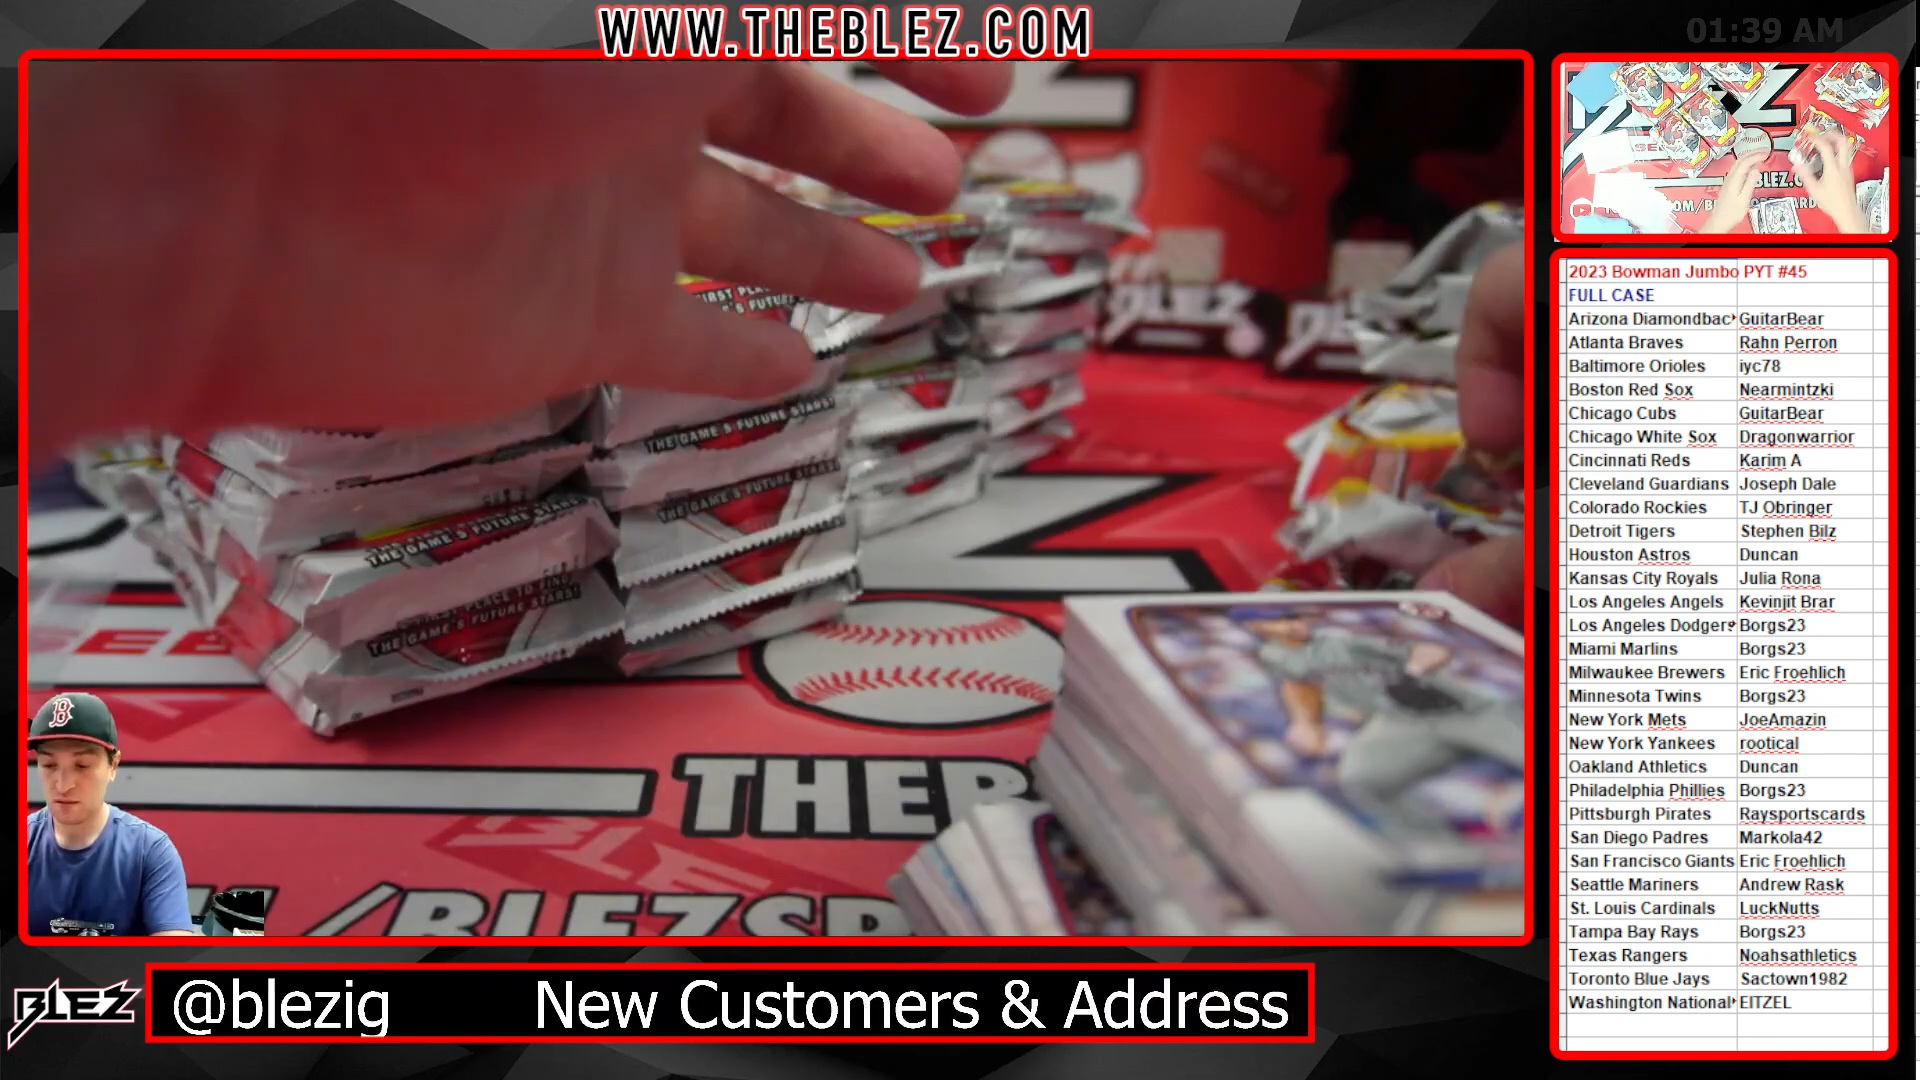 WWW.THEBLEZ.COM
01:39 AM
BLEZ
THE GAME'S FUTURE STARS!
THE GAME'S FUTURE STARS!
THE GAME'S FUTURE STARS!
THE GAME'S FUTURE STARS!
THEB
/BLEZSP
2023 Bowman Jumbo PYT #45
FULL CASE
Arizona Diamondbac GuitarBear
Atlanta Braves Rahn Perron
Baltimore Orioles iyc78
Boston Red Sox Nearmintzki
Chicago Cubs GuitarBear
Chicago White Sox Dragonwarrior
Cincinnati Reds Karim A
Cleveland Guardians Joseph Dale
Colorado Rockies TJ Obringer
Detroit Tigers Stephen Bilz
Houston Astros Duncan
Kansas City Royals Julia Rona
Los Angeles Angels Kevinjit Brar
Los Angeles Dodgers Borgs23
Miami Marlins Borgs23
Milwaukee Brewers Eric Froehlich
Minnesota Twins Borgs23
New York Mets JoeAmazin
New York Yankees rootical
Oakland Athletics Duncan
Philadelphia Phillies Borgs23
Pittsburgh Pirates Raysportscards
San Diego Padres Markola42
San Francisco Giants Eric Froehlich
Seattle Mariners Andrew Rask
St. Louis Cardinals LuckNutts
Tampa Bay Rays Borgs23
Texas Rangers Noahsathletics
Toronto Blue Jays Sactown1982
Washington National EITZEL
BLEZ
@blezig New Customers & Address